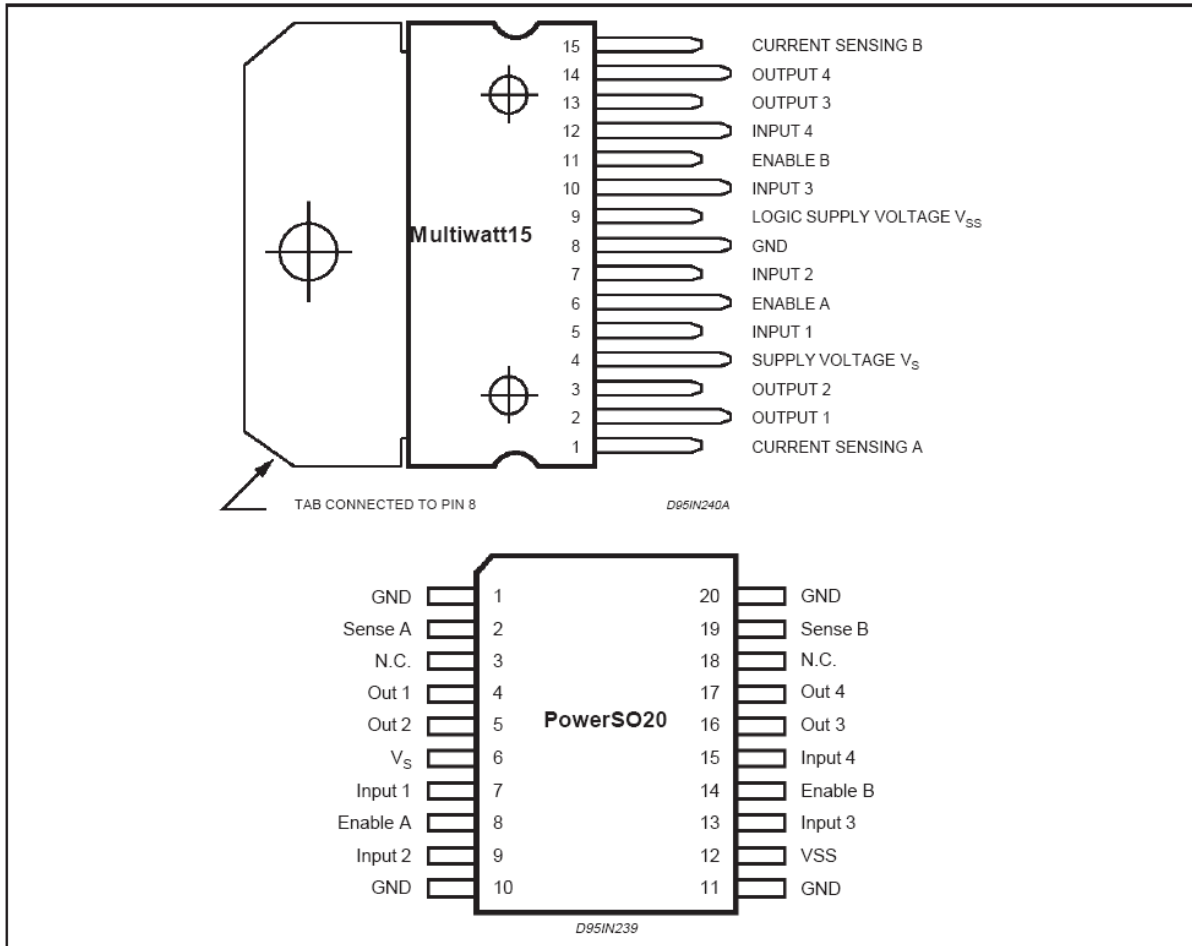 15 CURRENT SENSING B
14 OUTPUT 4
13 OUTPUT 3
12 INPUT 4
11 ENABLE B
10 INPUT 3
9 LOGIC SUPPLY VOLTAGE VSS
Multiwatt15
8 GND
7 INPUT 2
6 ENABLE A
5 INPUT 1
4 SUPPLY VOLTAGE VS
3 OUTPUT 2
2 OUTPUT 1
1 CURRENT SENSING A
TAB CONNECTED TO PIN 8
D95IN240A
GND 1 20 GND
Sense A 2 19 Sense B
N.C. 3 18 N.C.
Out 1 4 17 Out 4
PowerSO20
Out 2 5 16 Out 3
VS 6 15 Input 4
Input 1 7 14 Enable B
Enable A 8 13 Input 3
Input 2 9 12 VSS
GND 10 11 GND
D95IN239